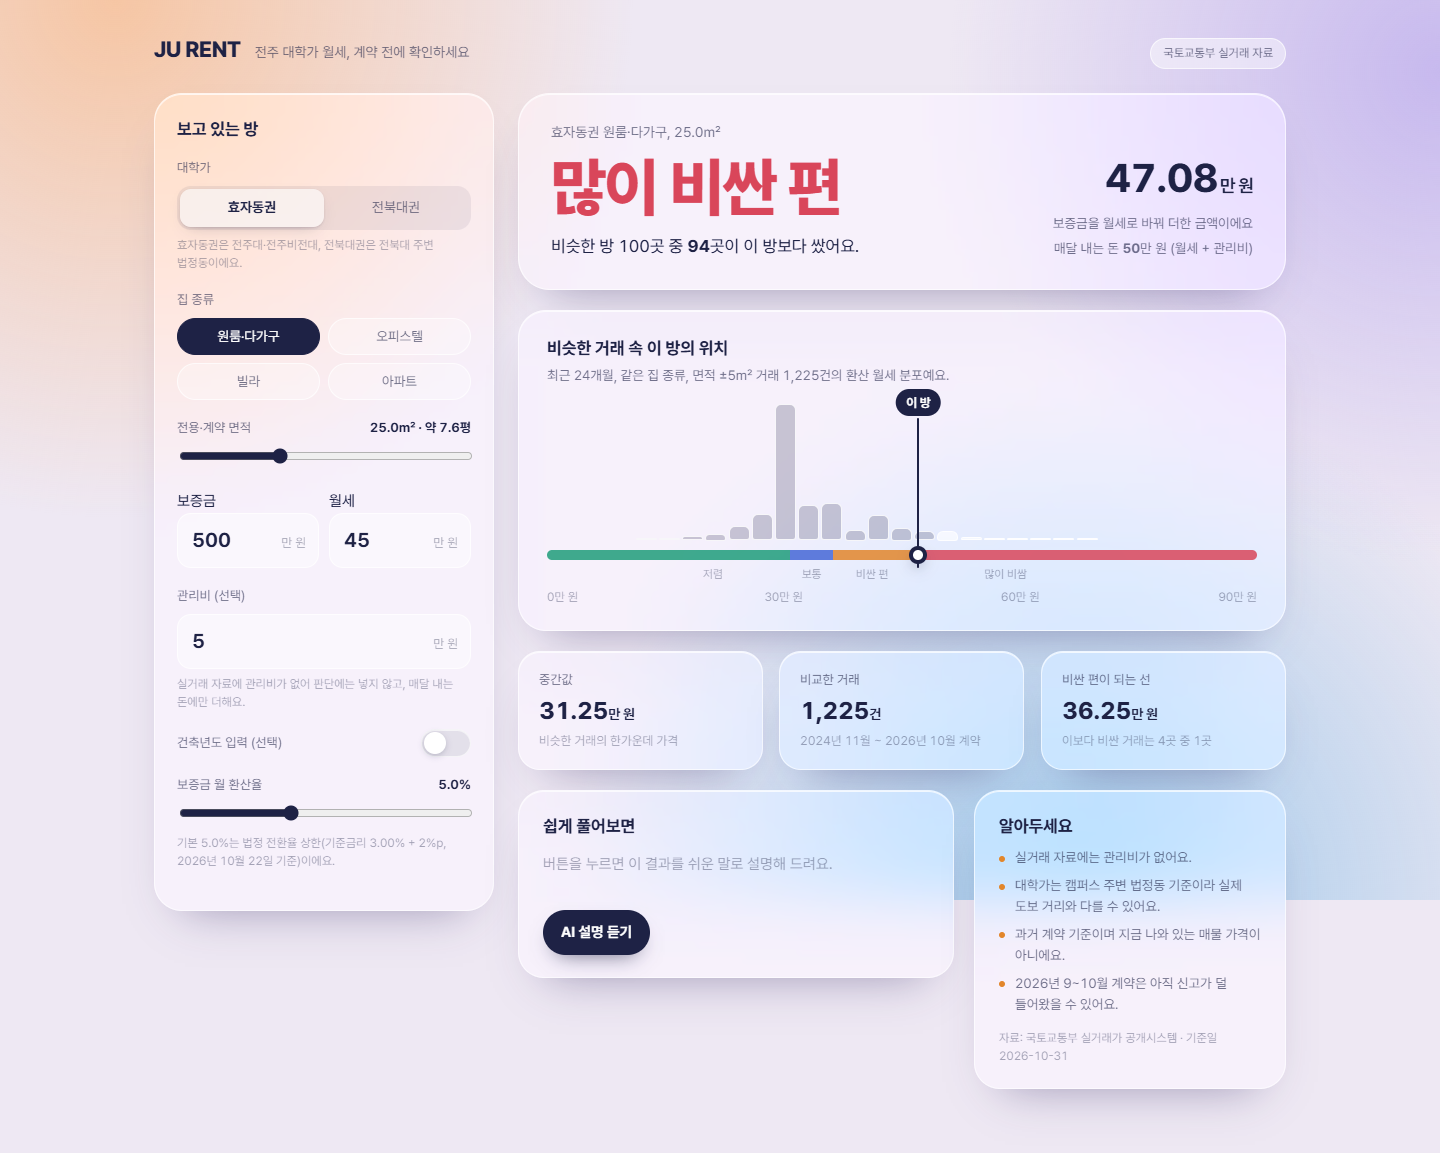 JU RENT
전주 대학가 월세, 계약 전에 확인하세요
국토교통부 실거래 자료
보고 있는 방
대학가
효자동권
전북대권
효자동권은 전주대·전주비전대, 전북대권은 전북대 주변
법정동이에요.
집 종류
원룸·다가구
오피스텔
빌라
아파트
전용·계약 면적
25.0m² · 약 7.6평
보증금
월세
500 만 원
45 만 원
관리비 (선택)
5 만 원
실거래 자료에 관리비가 없어 판단에는 넣지 않고, 매달 내는
돈에만 더해요.
건축년도 입력 (선택)
보증금 월 환산율
5.0%
기본 5.0%는 법정 전환율 상한(기준금리 3.00% + 2%p,
2026년 10월 22일 기준)이에요.
효자동권 원룸·다가구, 25.0m²
많이 비싼 편
비슷한 방 100곳 중 94곳이 이 방보다 쌌어요.
47.08만 원
보증금을 월세로 바꿔 더한 금액이에요
매달 내는 돈 50만 원 (월세 + 관리비)
비슷한 거래 속 이 방의 위치
최근 24개월, 같은 집 종류, 면적 ±5m² 거래 1,225건의 환산 월세 분포예요.
이 방
저렴
보통
비싼 편
많이 비쌈
0만 원
30만 원
60만 원
90만 원
중간값
31.25만 원
비슷한 거래의 한가운데 가격
비교한 거래
1,225건
2024년 11월 ~ 2026년 10월 계약
비싼 편이 되는 선
36.25만 원
이보다 비싼 거래는 4곳 중 1곳
쉽게 풀어보면
버튼을 누르면 이 결과를 쉬운 말로 설명해 드려요.
AI 설명 듣기
알아두세요
실거래 자료에는 관리비가 없어요.
대학가는 캠퍼스 주변 법정동 기준이라 실제
도보 거리와 다를 수 있어요.
과거 계약 기준이며 지금 나와 있는 매물 가격이
아니에요.
2026년 9~10월 계약은 아직 신고가 덜
들어왔을 수 있어요.
자료: 국토교통부 실거래가 공개시스템 · 기준일
2026-10-31